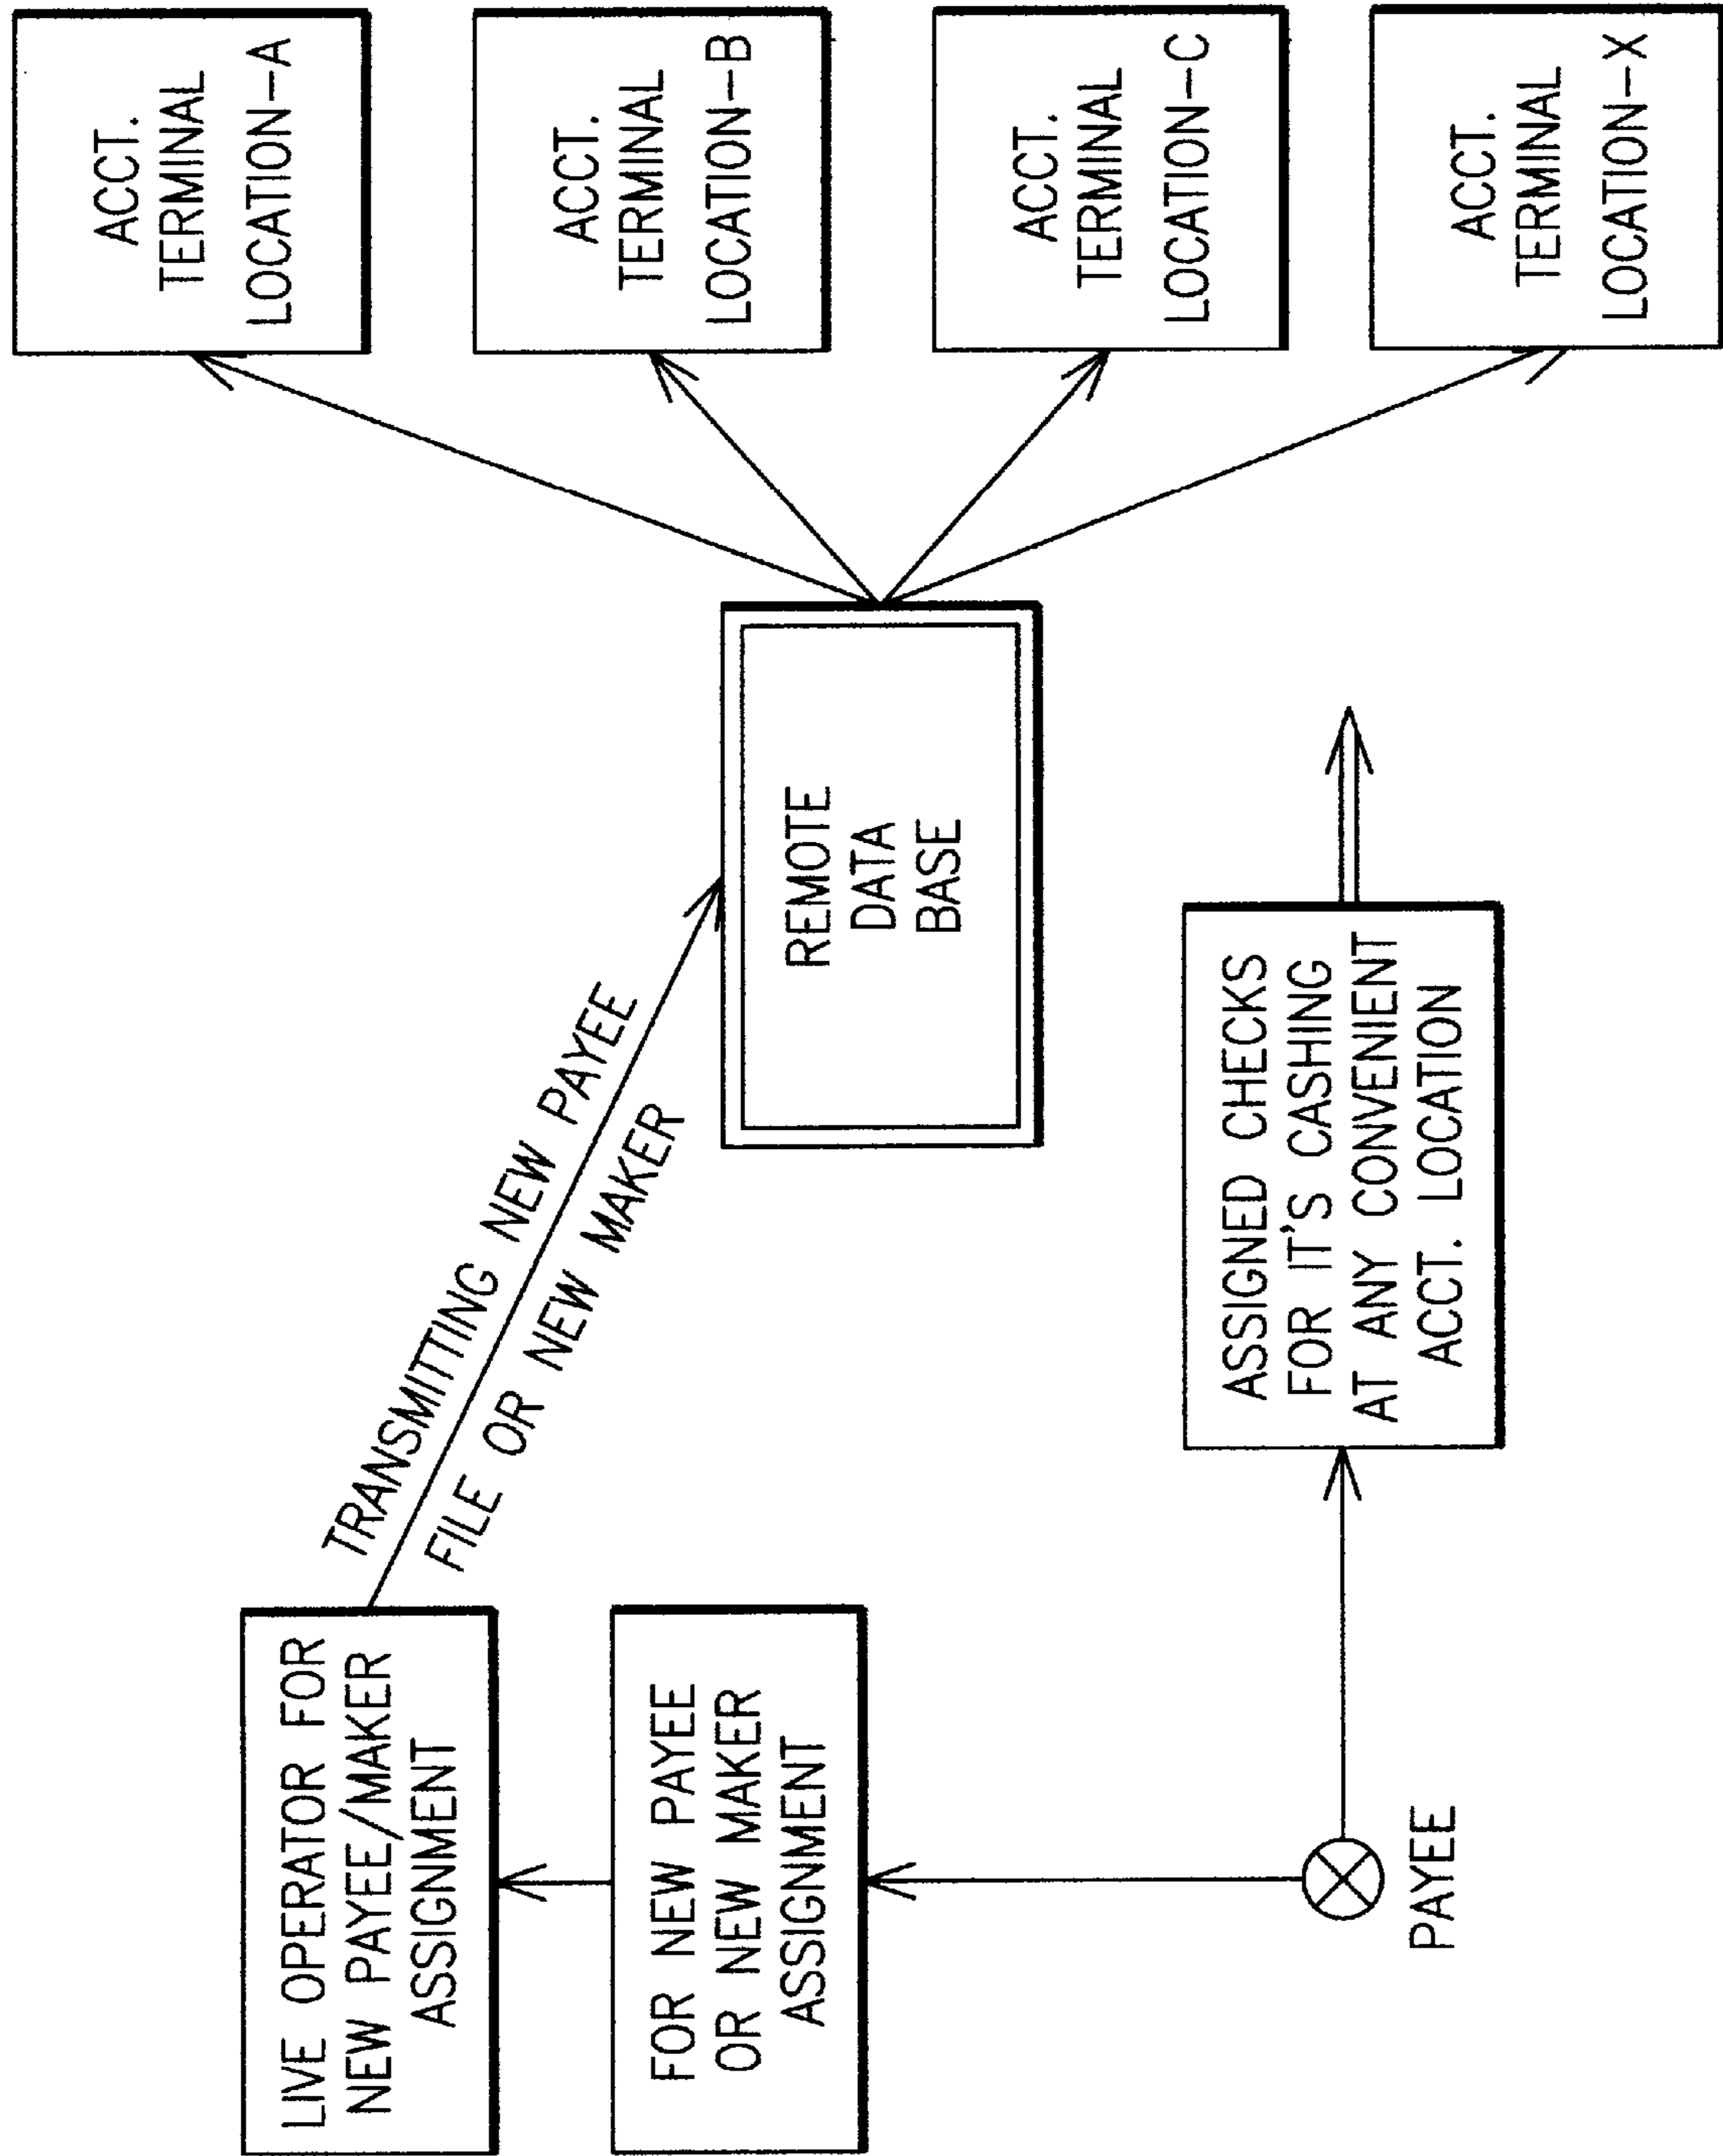 LIVE OPERATOR FOR
NEW PAYEE/MAKER
ASSIGNMENT
TRANSMITTING NEW PAYEE
FILE OR NEW MAKER
FOR NEW PAYEE
OR NEW MAKER
ASSIGNMENT
PAYEE
ASSIGNED CHECKS
FOR IT'S CASHING
AT ANY CONVENIENT
ACCT. LOCATION
REMOTE
DATA
BASE
ACCT.
TERMINAL
LOCATION-A
ACCT.
TERMINAL
LOCATION-B
ACCT.
TERMINAL
LOCATION-C
ACCT.
TERMINAL
LOCATION-X